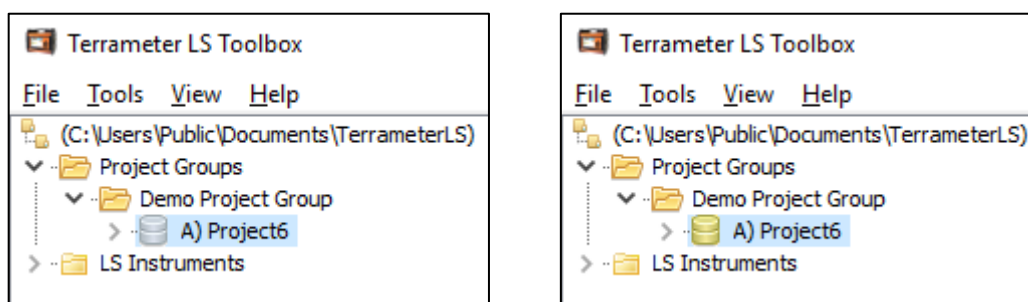 Terrameter LS Toolbox
File Tools View Help
(C:\Users\Public\Documents\TerrameterLS)
Project Groups
Demo Project Group
A) Project6
LS Instruments
Terrameter LS Toolbox
File Tools View Help
(C:\Users\Public\Documents\TerrameterLS)
Project Groups
Demo Project Group
A) Project6
LS Instruments